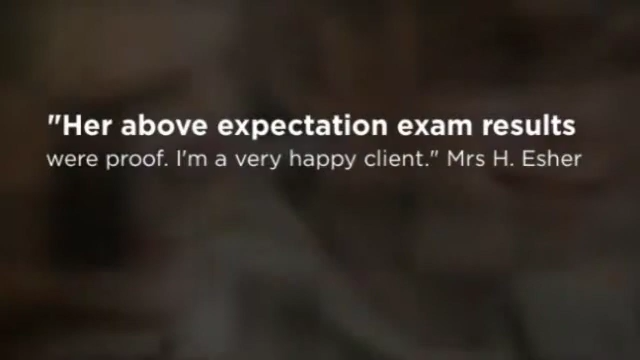 "Her above expectation exam results
were proof. I'm a very happy client." Mrs H. Esher